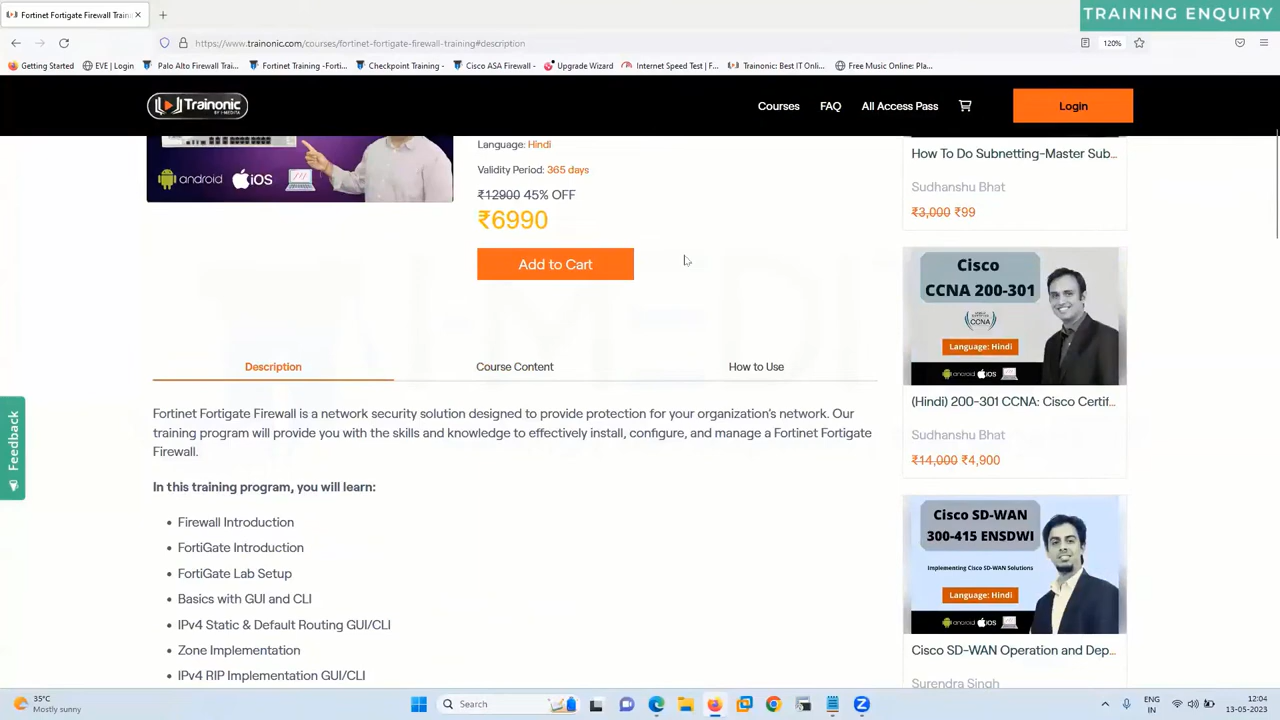 Fortinet Fortigate Firewall Train
TRAINING ENQUIRY
https://www.trainonic.com/courses/fortinet-fortigate-firewall-training#description
120%
Getting Started
EVE | Login
Palo Alto Firewall Trai...
Fortinet Training -Forti...
Checkpoint Training -
Cisco ASA Firewall -
Upgrade Wizard
Internet Speed Test | F...
Trainonic: Best IT Onli...
Free Music Online: Pla...
Trainonic
BY I-MEDITA
Courses
FAQ
All Access Pass
Login
android
iOS
Language: Hindi
Validity Period: 365 days
₹12900 45% OFF
₹6990
Add to Cart
Description
Course Content
How to Use
Fortinet Fortigate Firewall is a network security solution designed to provide protection for your organization's network. Our
training program will provide you with the skills and knowledge to effectively install, configure, and manage a Fortinet Fortigate
Firewall.
In this training program, you will learn:
• Firewall Introduction
• FortiGate Introduction
• FortiGate Lab Setup
• Basics with GUI and CLI
• IPv4 Static & Default Routing GUI/CLI
• Zone Implementation
• IPv4 RIP Implementation GUI/CLI
How To Do Subnetting-Master Sub...
Sudhanshu Bhat
₹3,000 ₹99
Cisco
CCNA 200-301
CCNA
Language: Hindi
android iOS
(Hindi) 200-301 CCNA: Cisco Certif...
Sudhanshu Bhat
₹14,000 ₹4,900
Cisco SD-WAN
300-415 ENSDWI
Implementing Cisco SD-WAN Solutions
Language: Hindi
android iOS
Cisco SD-WAN Operation and Dep...
Surendra Singh
Feedback
35°C
Mostly sunny
Search
ENG
IN
12:04
13-05-2023